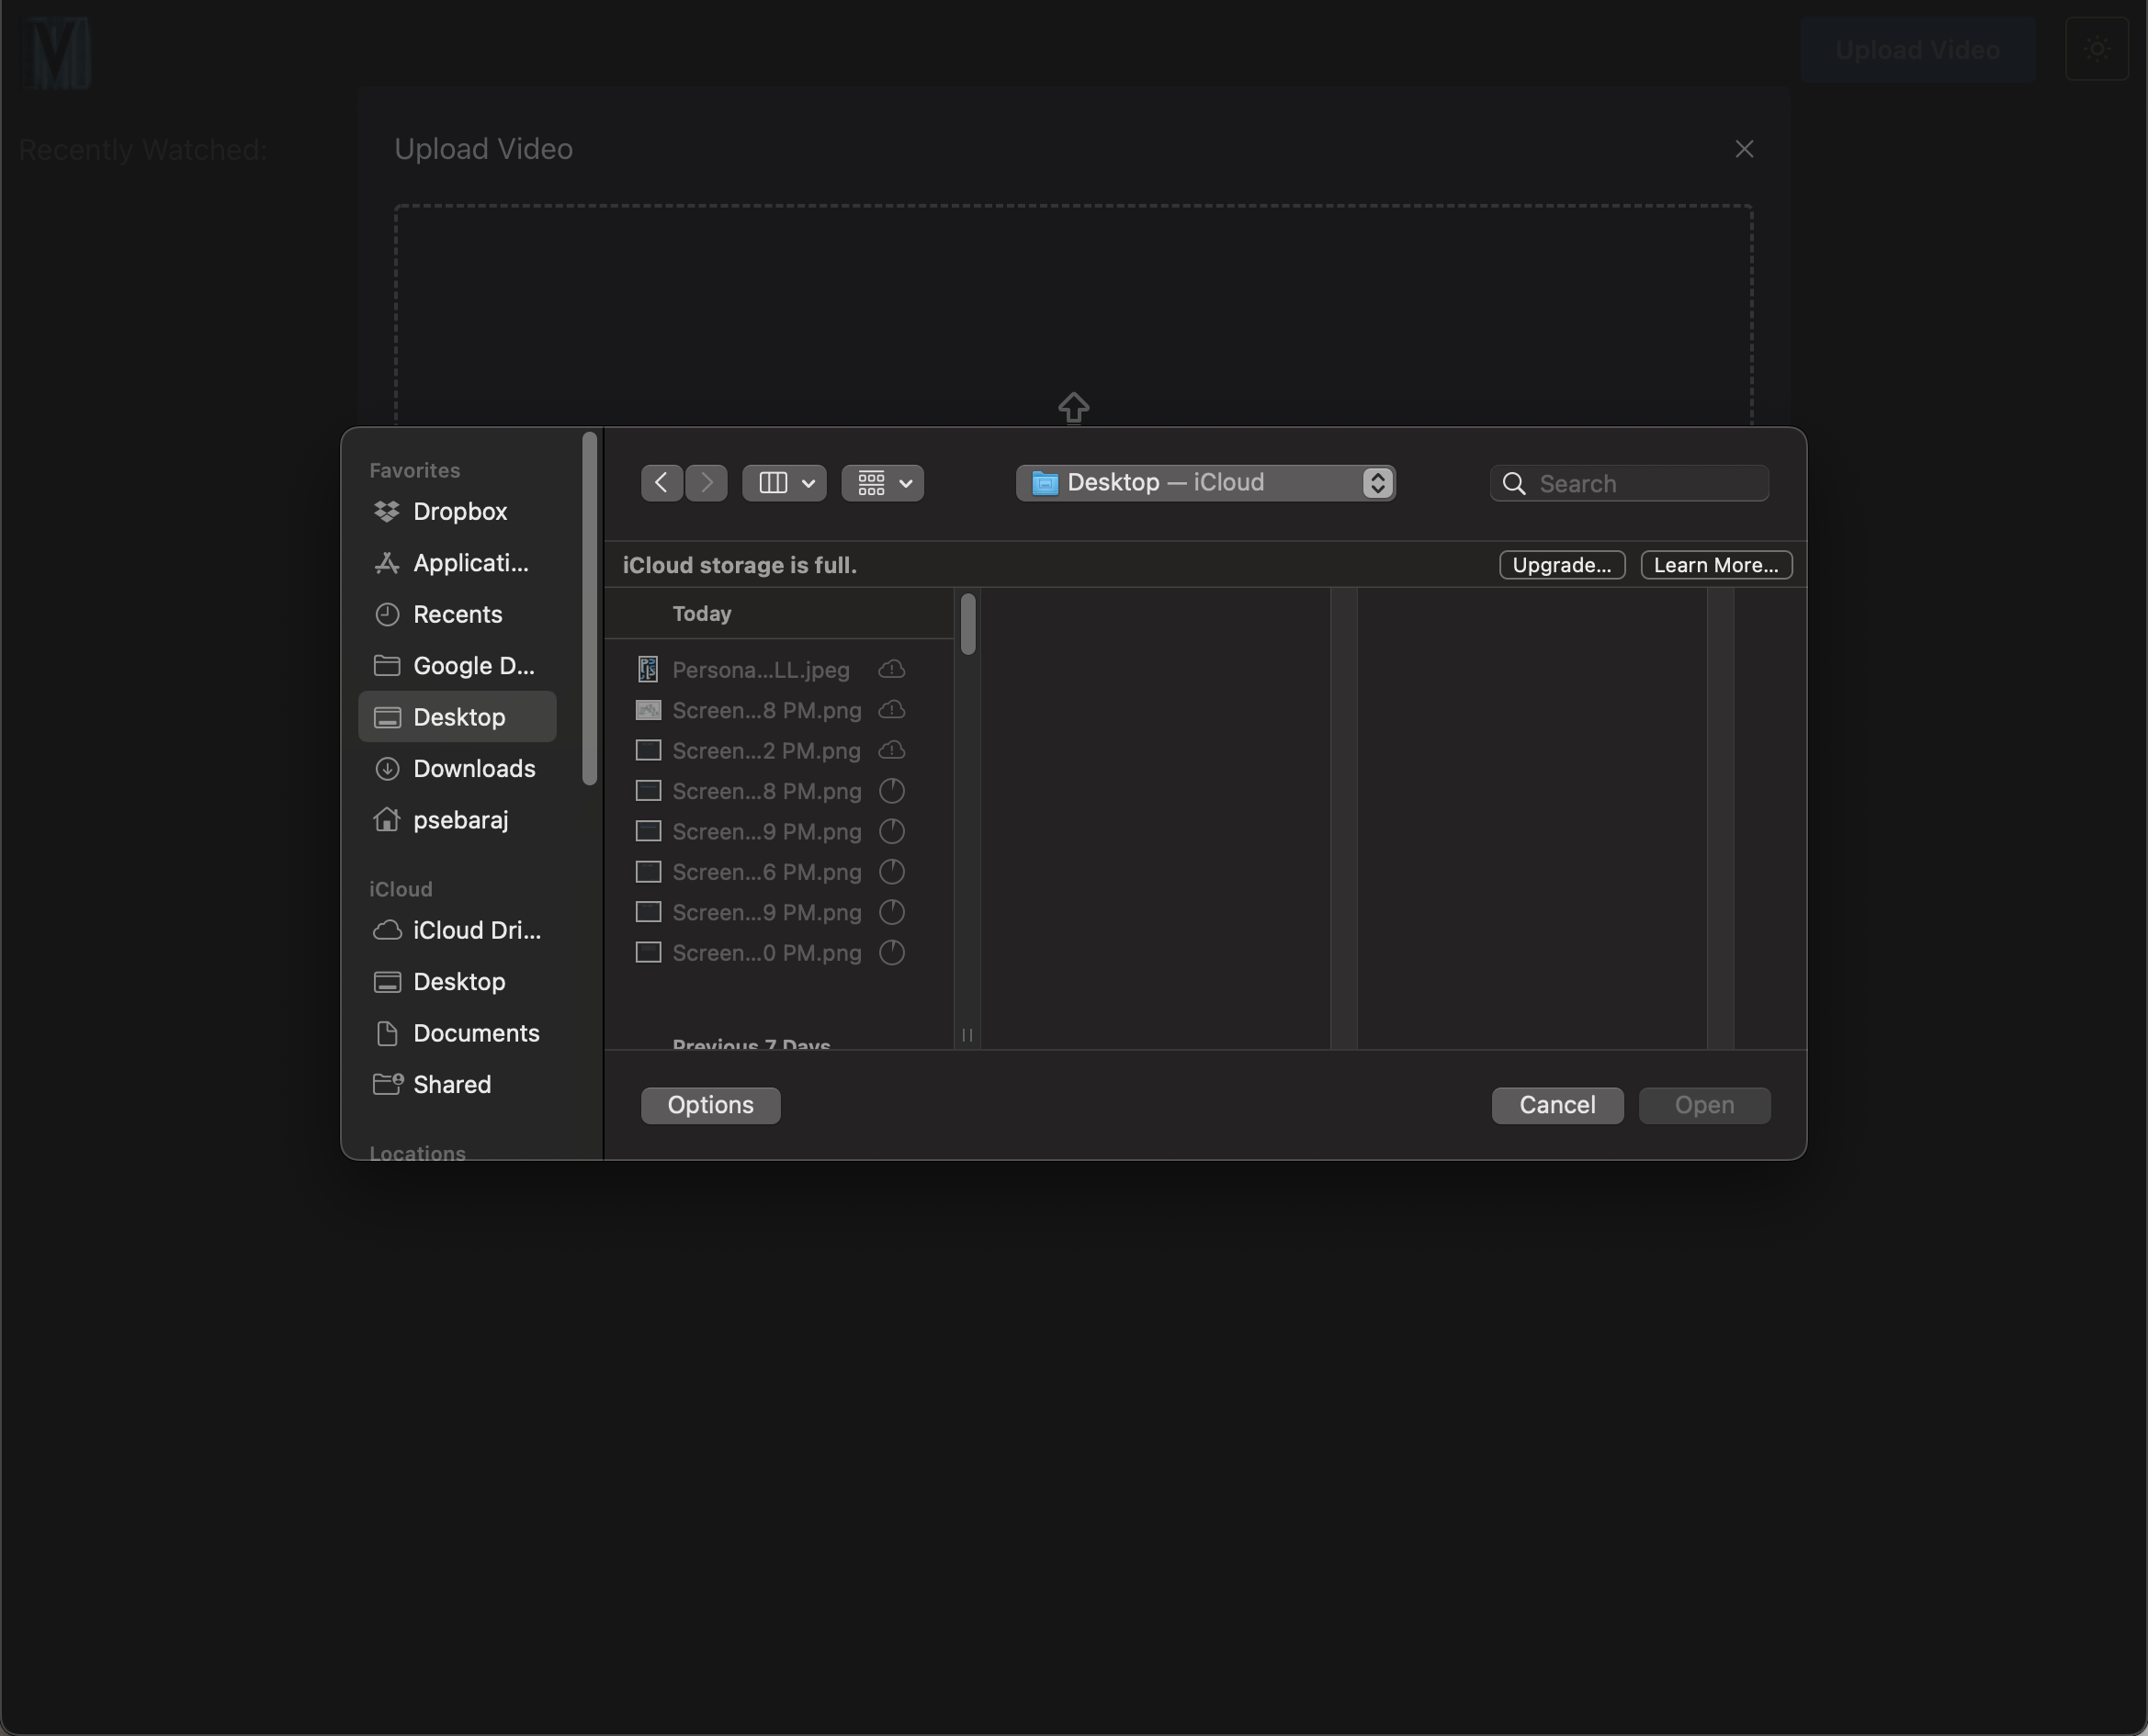 Upload Video
Recently Watched:
Upload Video
Favorites
Dropbox
Applicati...
Recents
Google D...
Desktop
Downloads
psebaraj
iCloud
iCloud Dri...
Desktop
Documents
Shared
Locations
Desktop — iCloud
Search
iCloud storage is full.
Upgrade...
Learn More...
Today
Persona...LL.jpeg
Screen...8 PM.png
Screen...2 PM.png
Screen...8 PM.png
Screen...9 PM.png
Screen...6 PM.png
Screen...9 PM.png
Screen...0 PM.png
Previous 7 Days
Options
Cancel
Open